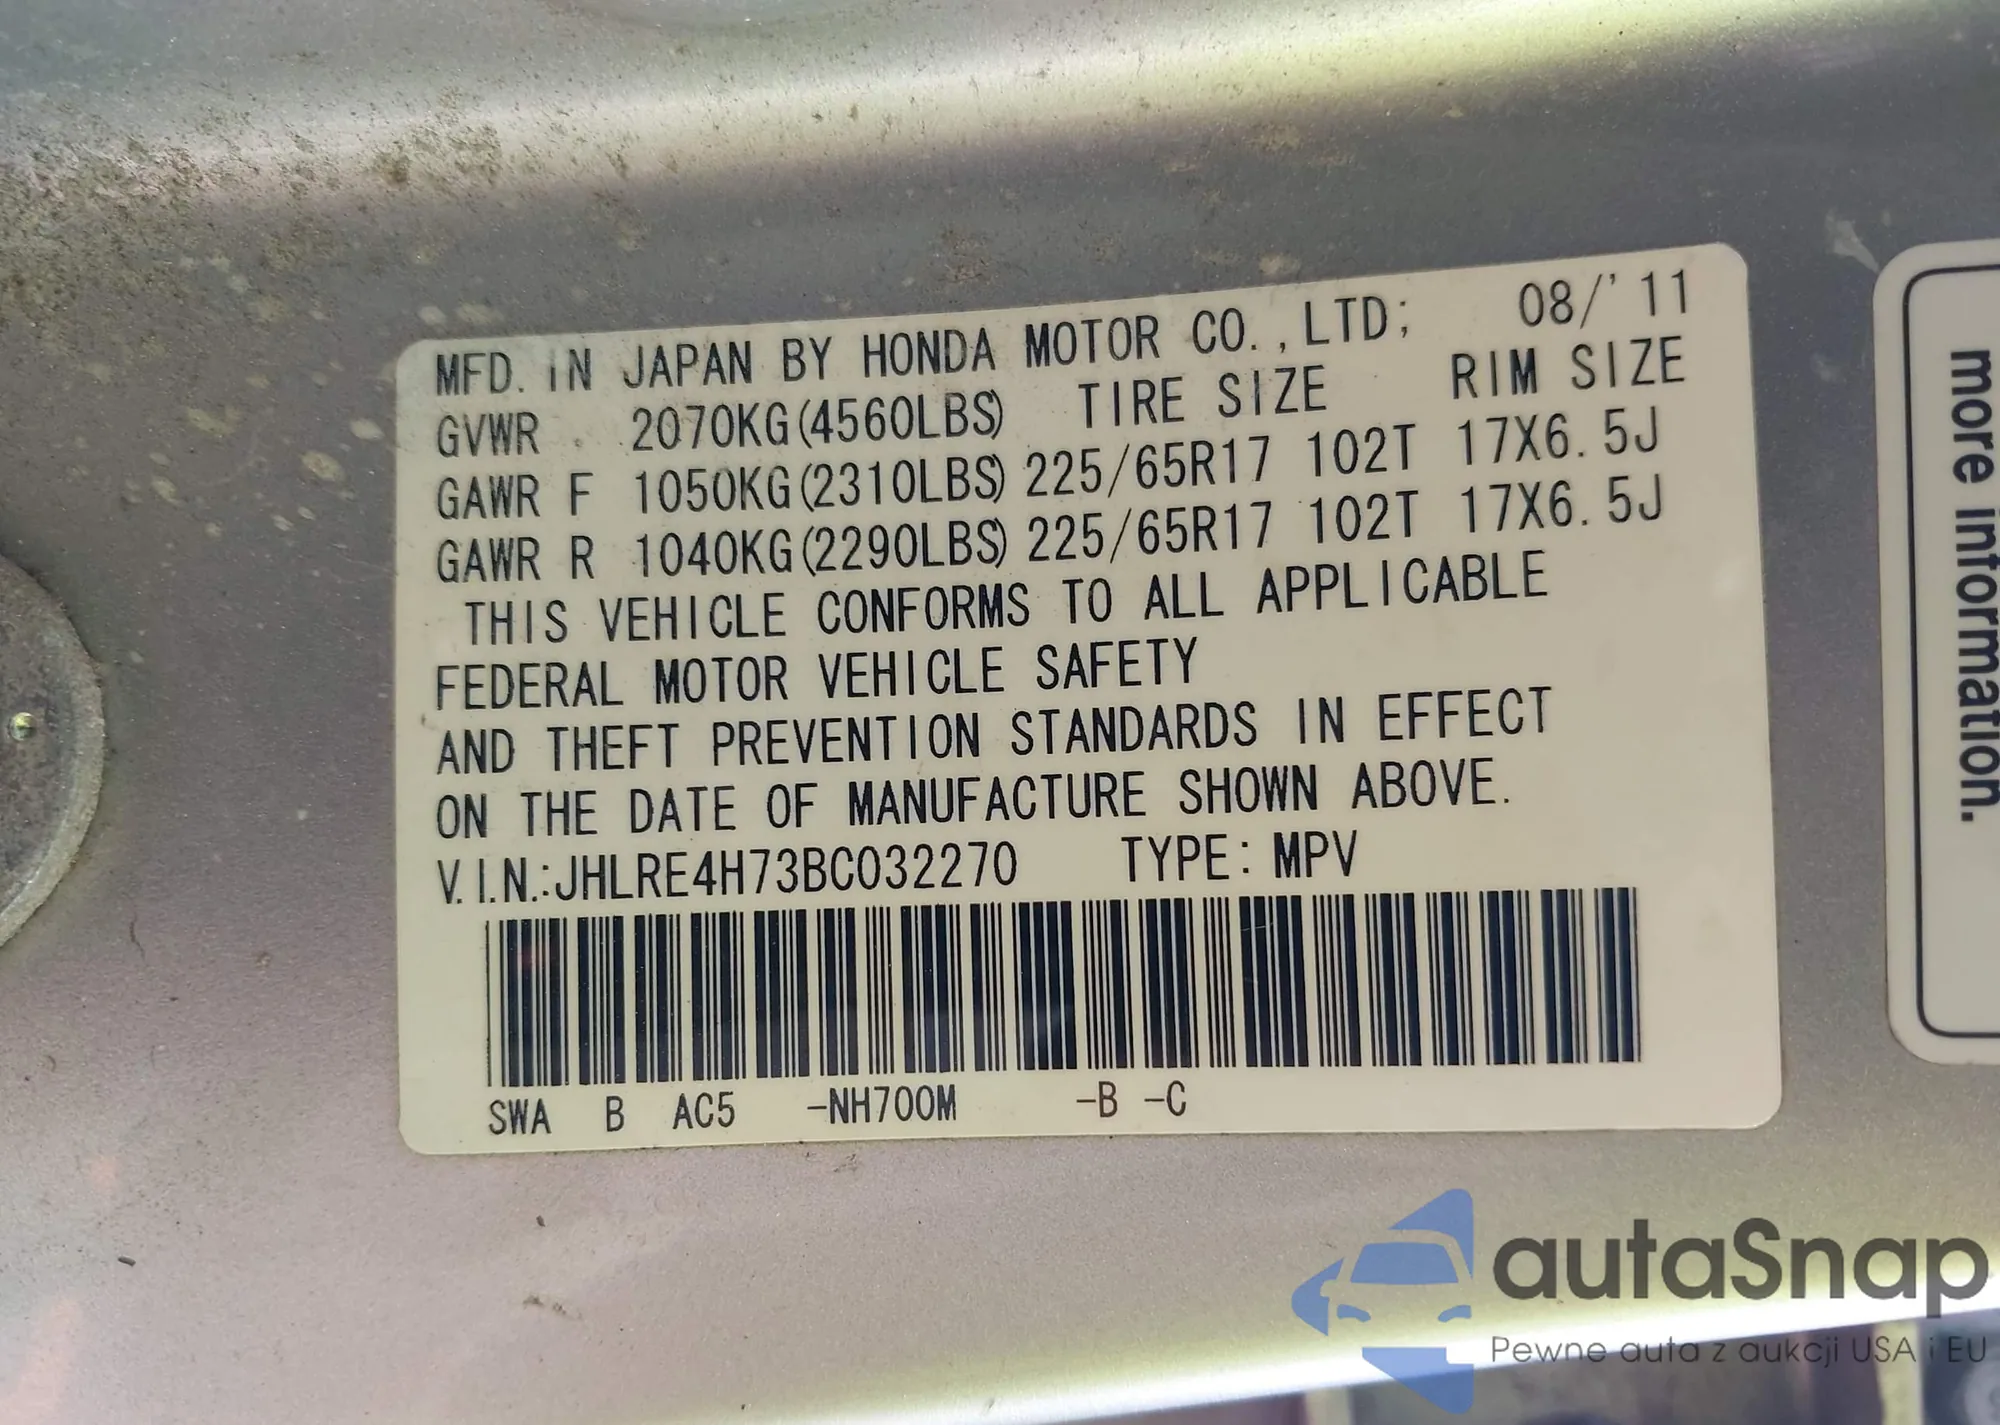 MFD. IN JAPAN BY HONDA MOTOR CO.,LTD; 08/'11
GVWR 2070KG(4560LBS) TIRE SIZE RIM SIZE
GAWR F 1050KG(2310LBS) 225/65R17 102T 17X6.5J
GAWR R 1040KG(2290LBS) 225/65R17 102T 17X6.5J
THIS VEHICLE CONFORMS TO ALL APPLICABLE
FEDERAL MOTOR VEHICLE SAFETY
AND THEFT PREVENTION STANDARDS IN EFFECT
ON THE DATE OF MANUFACTURE SHOWN ABOVE.
V.I.N.:JHLRE4H73BC032270 TYPE: MPV
SWA B AC5 -NH700M -B -C
more information.
autaSnap
Pewne auta z aukcji USA i EU